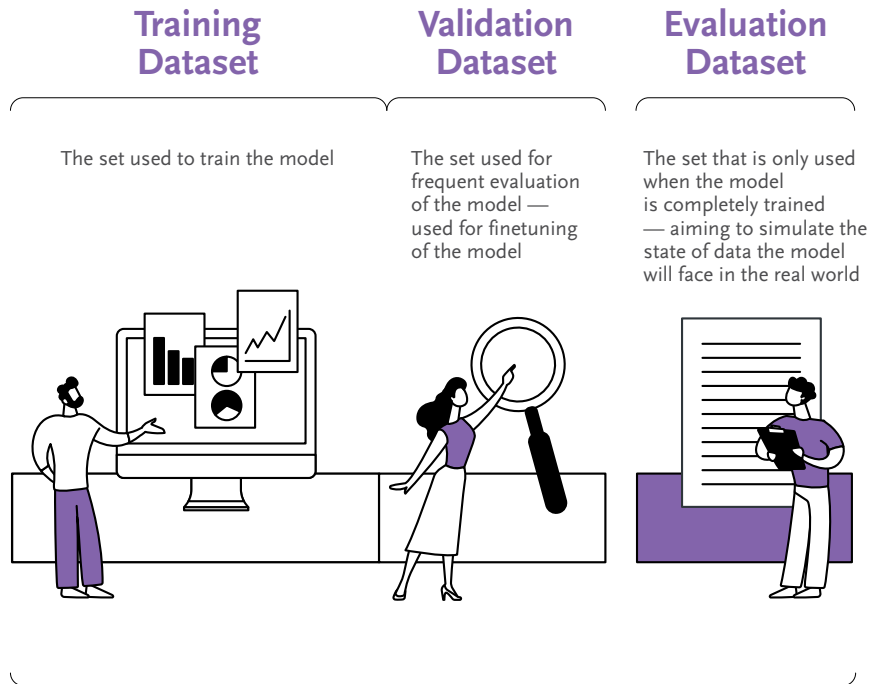 Training
Dataset
Validation
Dataset
Evaluation
Dataset
The set used to train the model
The set used for
frequent evaluation
of the model —
used for finetuning
of the model
The set that is only used
when the model
is completely trained
— aiming to simulate the
state of data the model
will face in the real world